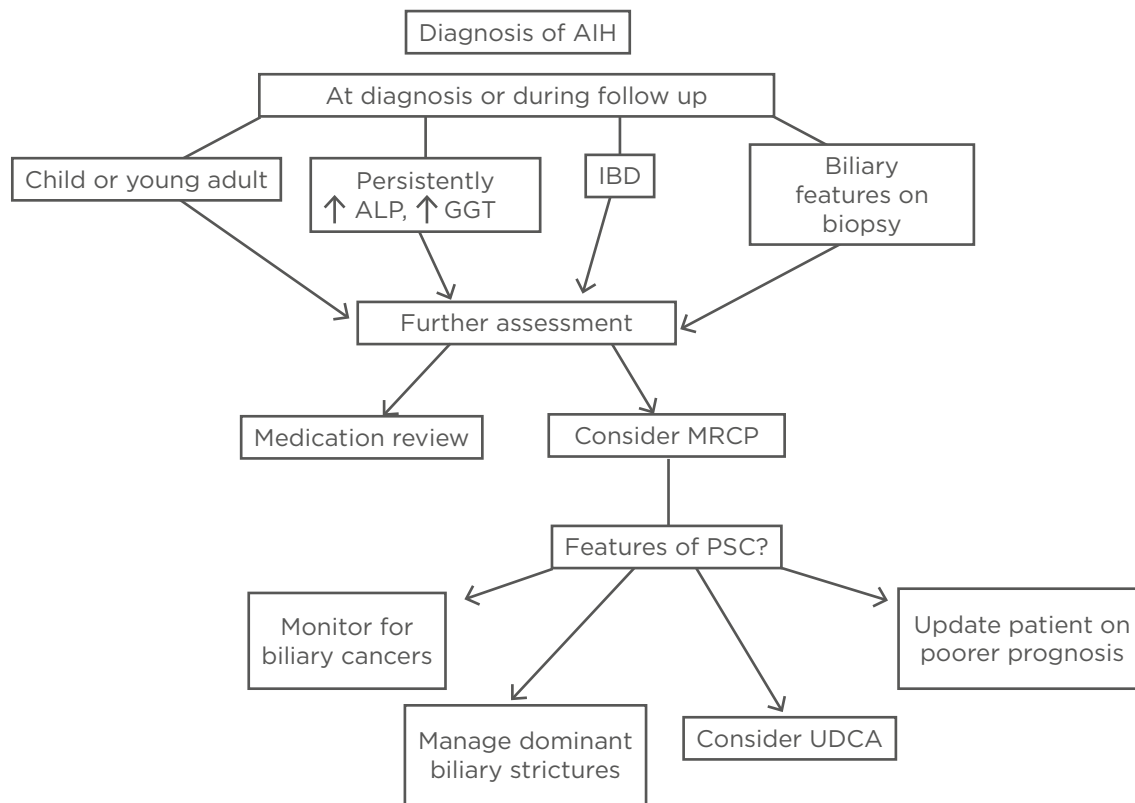 Diagnosis of AIH
At diagnosis or during follow up
Child or young adult
Persistently
↑ ALP, ↑ GGT
IBD
Biliary
features on
biopsy
Further assessment
Medication review
Consider MRCP
Features of PSC?
Monitor for
biliary cancers
Manage dominant
biliary strictures
Consider UDCA
Update patient on
poorer prognosis